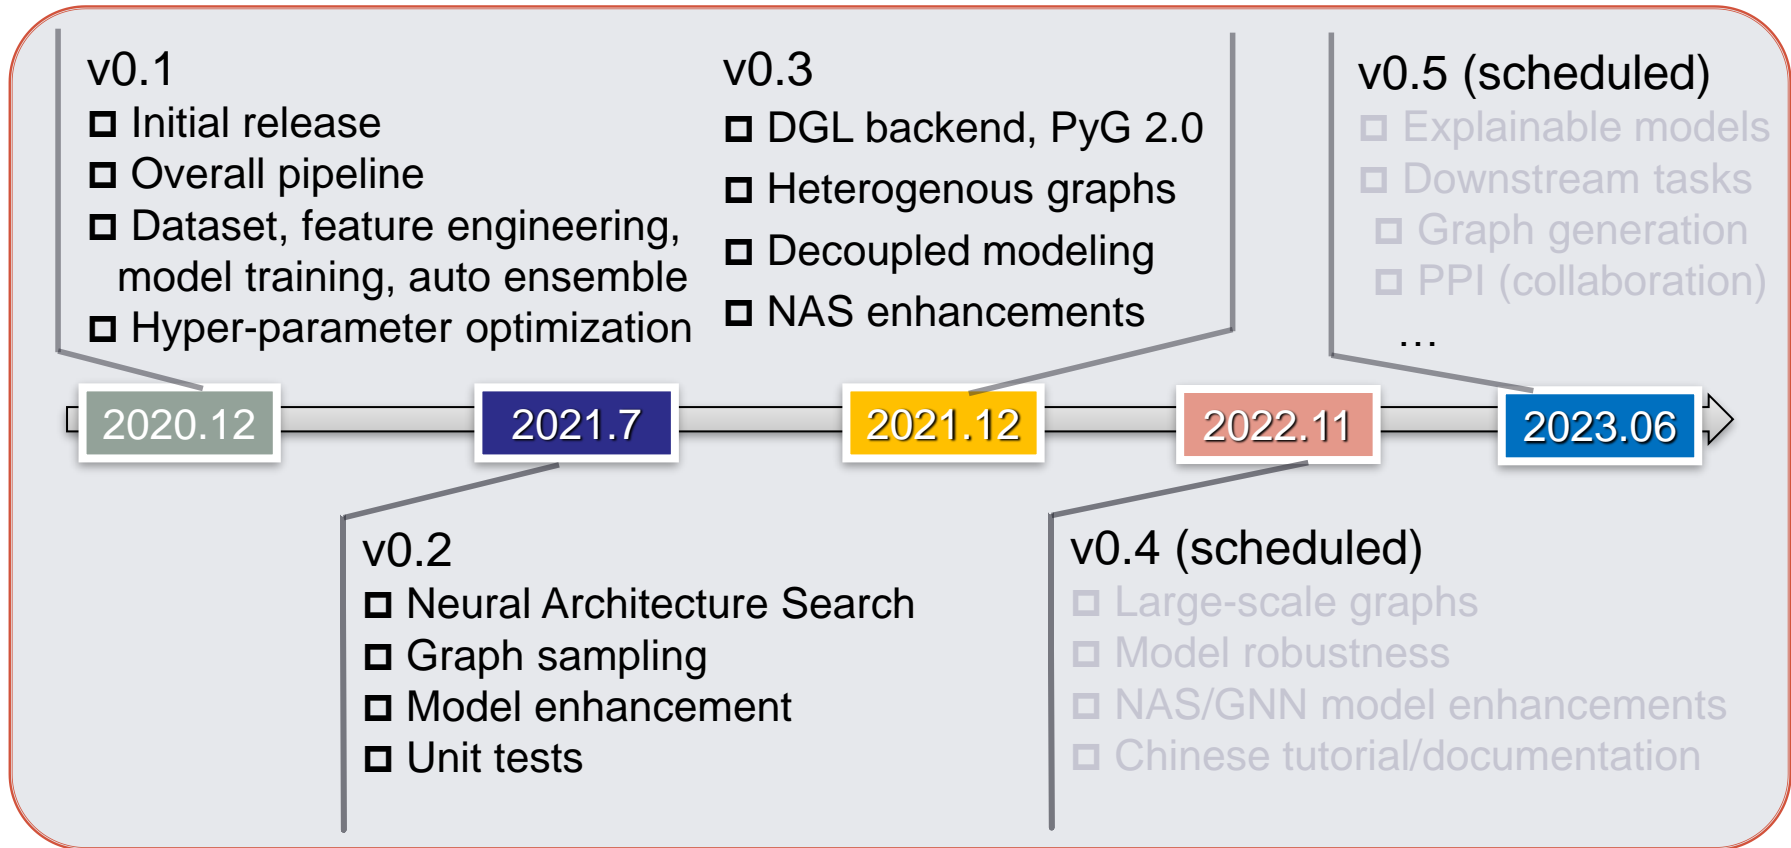 v0.1
Initial release
Overall pipeline
Dataset, feature engineering,
model training, auto ensemble
Hyper-parameter optimization
v0.3
DGL backend, PyG 2.0
Heterogenous graphs
Decoupled modeling
NAS enhancements
v0.5 (scheduled)
Explainable models
Downstream tasks
Graph generation
PPI (collaboration)
...
2020.12
2021.7
2021.12
2022.11
2023.06
v0.2
Neural Architecture Search
Graph sampling
Model enhancement
Unit tests
v0.4 (scheduled)
Large-scale graphs
Model robustness
NAS/GNN model enhancements
Chinese tutorial/documentation